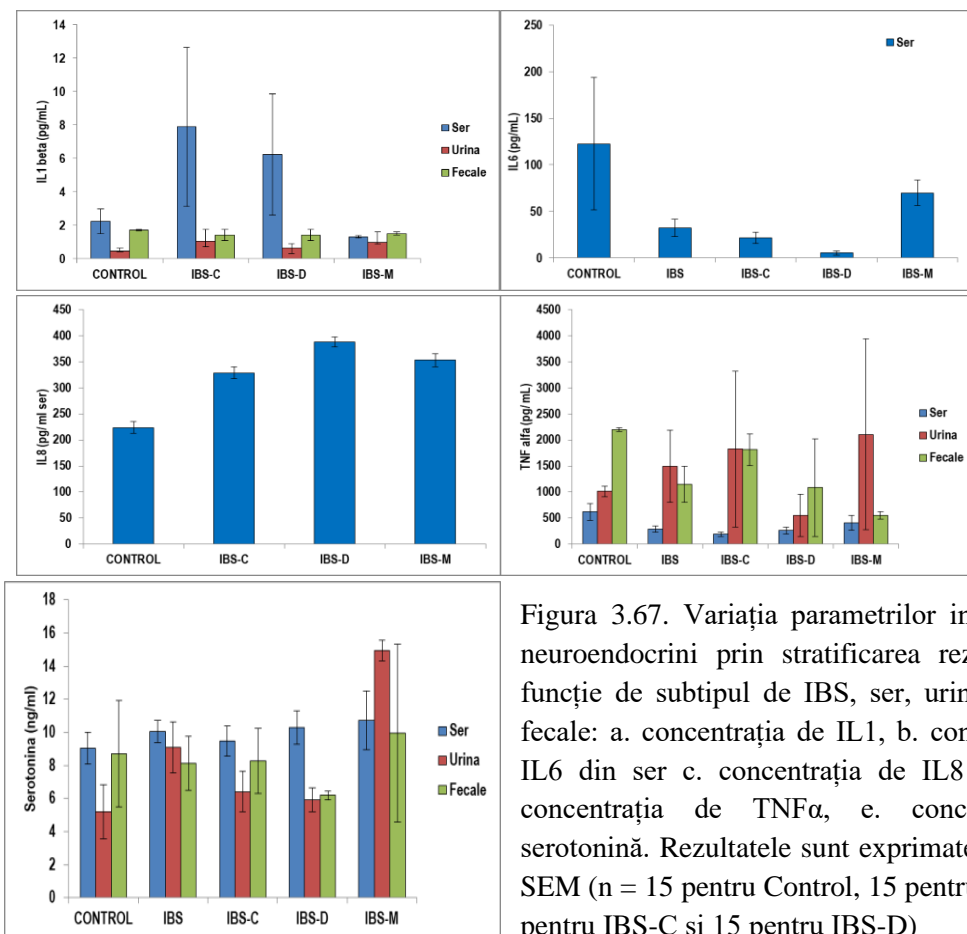 14
12
10
8
6
4
2
0
IL1 beta (pg/mL)
CONTROL IBS-C IBS-D IBS-M
Ser
Urina
Fecale
250
200
150
100
50
0
IL6 (pg/mL)
CONTROL IBS IBS-C IBS-D IBS-M
Ser
450
400
350
300
250
200
150
100
50
0
IL8 (pg/ ml ser)
CONTROL IBS-C IBS-D IBS-M
4500
4000
3500
3000
2500
2000
1500
1000
500
0
TNF alfa (pg/mL)
CONTROL IBS IBS-C IBS-D IBS-M
Ser
Urina
Fecale
18
16
14
12
10
8
6
4
2
0
Serotonina (ng/ml)
CONTROL IBS IBS-C IBS-D IBS-M
Ser
Urina
Fecale
Figura 3.67. Variația parametrilor in
neuroendocrini prin stratificarea rez
funcție de subtipul de IBS, ser, urin
fecale: a. concentrația de IL1, b. con
IL6 din ser c. concentrația de IL8
concentrația de TNFα, e. conc
serotonină. Rezultatele sunt exprimate
SEM (n = 15 pentru Control, 15 pentru
pentru IBS-C și 15 pentru IBS-D)